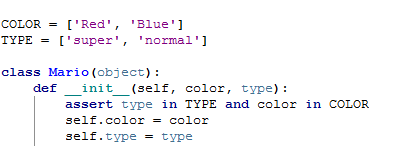 COLOR = ['Red', 'Blue']
TYPE = ['super', 'normal']
class Mario(object):
    def __init__(self, color, type):
        assert type in TYPE and color in COLOR
        self.color = color
        self.type = type